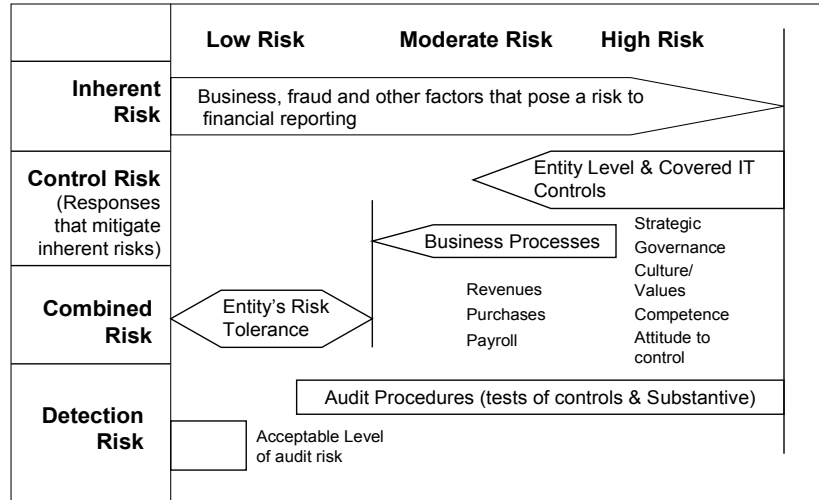 Low Risk Moderate Risk High Risk
Inherent
Risk
Business, fraud and other factors that pose a risk to
financial reporting
Control Risk
(Responses
that mitigate
inherent risks)
Entity Level & Covered IT
Controls
Business Processes
Strategic
Governance
Culture/
Values
Competence
Attitude to
control
Revenues
Purchases
Payroll
Combined
Risk
Entity's Risk
Tolerance
Detection
Risk
Audit Procedures (tests of controls & Substantive)
Acceptable Level
of audit risk